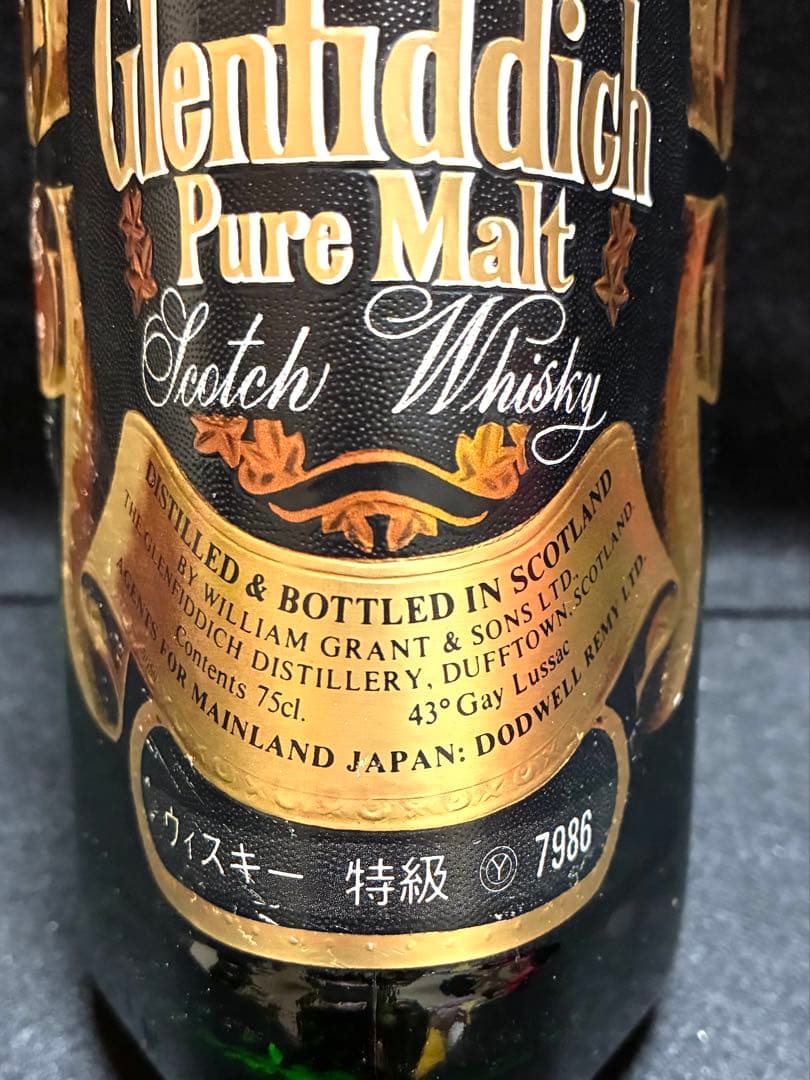 Glenfiddich
Pure Malt
Scotch Whisky
DISTILLED & BOTTLED IN SCOTLAND
BY WILLIAM GRANT & SONS LTD.,
THE GLENFIDDICH DISTILLERY, DUFFTOWN, SCOTLAND.
Contents 75cl. 43° Gay Lussac
AGENTS FOR MAINLAND JAPAN: DODWELL REMY LTD.
ウィスキー 特級 Ⓨ 7986